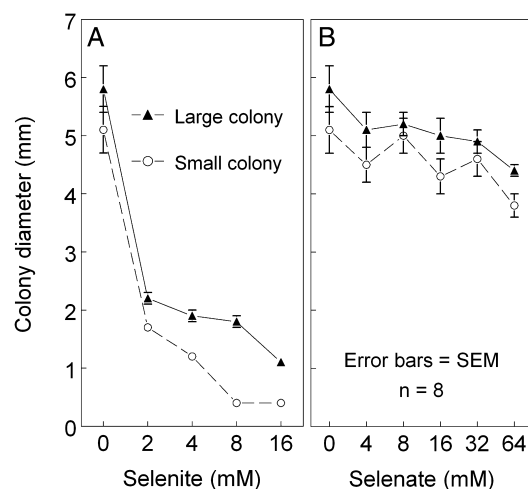 A
B
7
6
5
4
3
2
1
0
Colony diameter (mm)
Large colony
Small colony
Error bars = SEM
n = 8
0 2 4 8 16
0 4 8 16 32 64
Selenite (mM)
Selenate (mM)